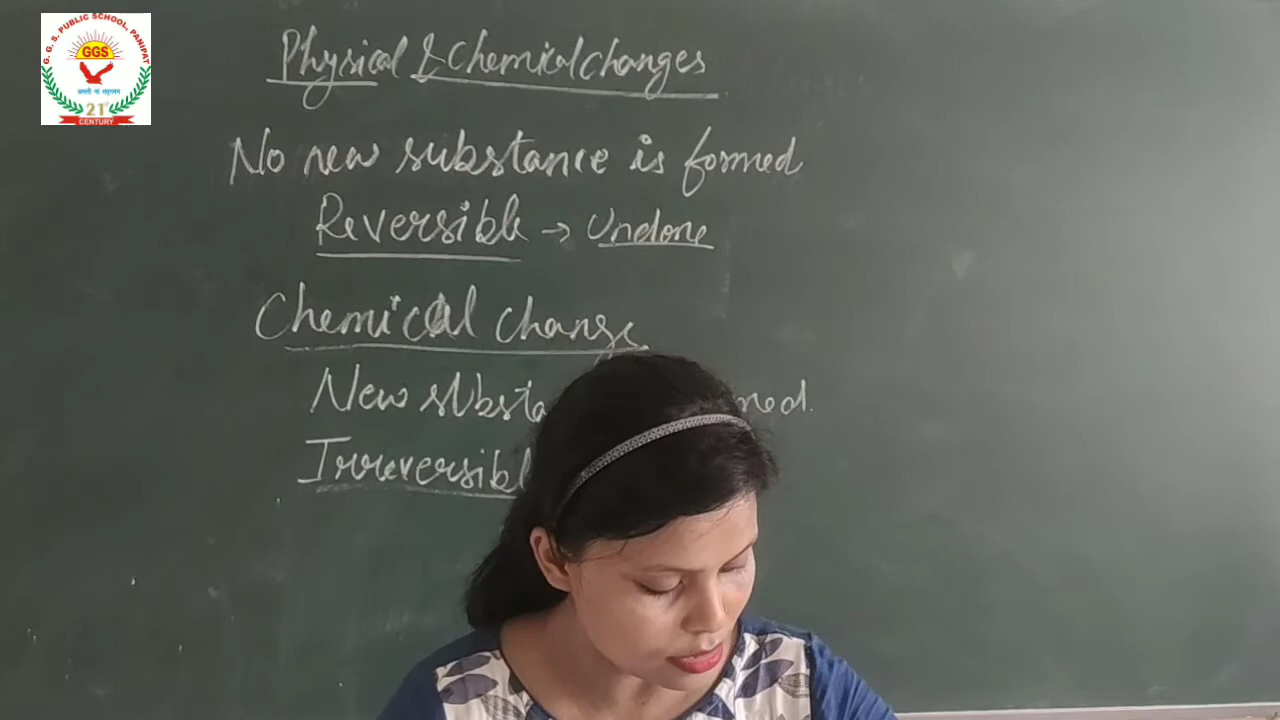 G. G. S. PUBLIC SCHOOL, PANIPAT
GGS
21
CENTURY
Physical & Chemical changes
No new substance is formed
Reversible → Undone
Chemical change
New
Irreversibl